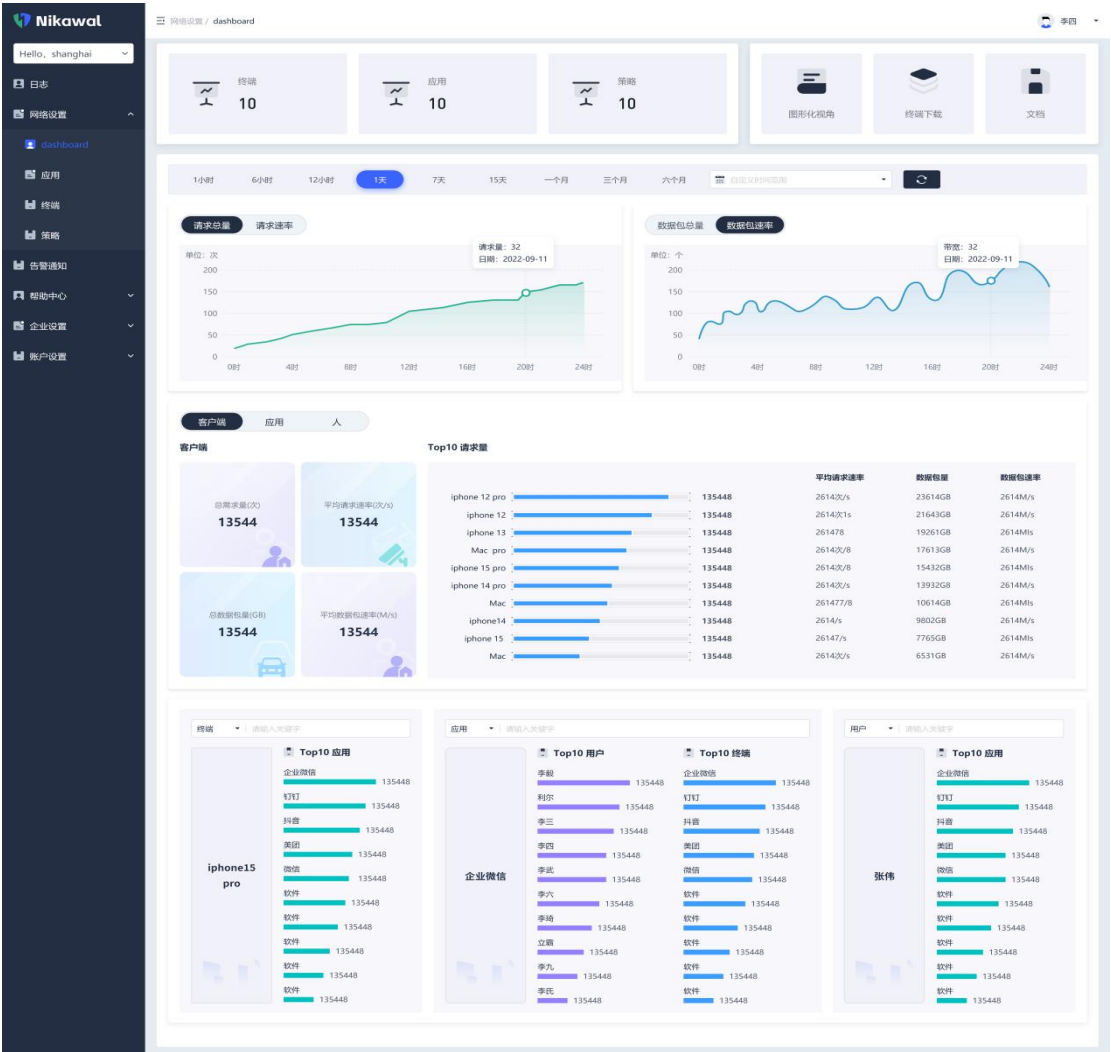 Nikawal
网络设置 / dashboard
李四
Hello，shanghai
日志
网络设置
dashboard
应用
终端
策略
告警通知
帮助中心
企业设置
账户设置
终端
10
应用
10
策略
10
图形化视角
终端下载
文档
1小时 6小时 12小时 1天 7天 15天 一个月 三个月 六个月 自定义时间范围
请求总量 请求速率
单位：次
请求量：32
日期：2022-09-11
200
150
100
50
0
0时 4时 8时 12时 16时 20时 24时
数据包总量 数据包速率
单位：个
带宽：32
日期：2022-09-11
200
150
100
50
0
0时 4时 8时 12时 16时 20时 24时
客户端 应用 人
客户端
总需求量(次)
13544
平均请求速率(次/s)
13544
总数据包量(GB)
13544
平均数据包速率(M/s)
13544
Top10 请求量
平均请求速率 数据包量 数据包速率
iphone 12 pro 135448 2614次/s 23614GB 2614M/s
iphone 12 135448 2614次1s 21643GB 2614M/s
iphone 13 135448 261478 19261GB 2614MIs
Mac pro 135448 2614次/8 17613GB 2614M/s
iphone 15 pro 135448 2614次/8 15432GB 2614M/s
iphone 14 pro 135448 2614次/s 13932GB 2614M/s
Mac 135448 261477/8 10614GB 2614MIs
iphone14 135448 2614/s 9802GB 2614M/s
iphone 15 135448 26147/s 7765GB 2614MIs
Mac 135448 2614次/s 6531GB 2614M/s
终端 请输入关键字
iphone15
pro
Top10 应用
企业微信
135448
钉钉
135448
抖音
135448
美团
135448
微信
135448
软件
135448
软件
135448
软件
135448
软件
135448
软件
135448
应用 请输入关键字
企业微信
Top10 用户
李毅
135448
利尔
135448
李三
135448
李四
135448
李武
135448
李六
135448
李琦
135448
立霸
135448
李九
135448
李氏
135448
Top10 终端
企业微信
135448
钉钉
135448
抖音
135448
美团
135448
微信
135448
软件
135448
软件
135448
软件
135448
软件
135448
软件
135448
用户 请输入关键字
张伟
Top10 应用
企业微信
135448
钉钉
135448
抖音
135448
美团
135448
微信
135448
软件
135448
软件
135448
软件
135448
软件
135448
软件
135448